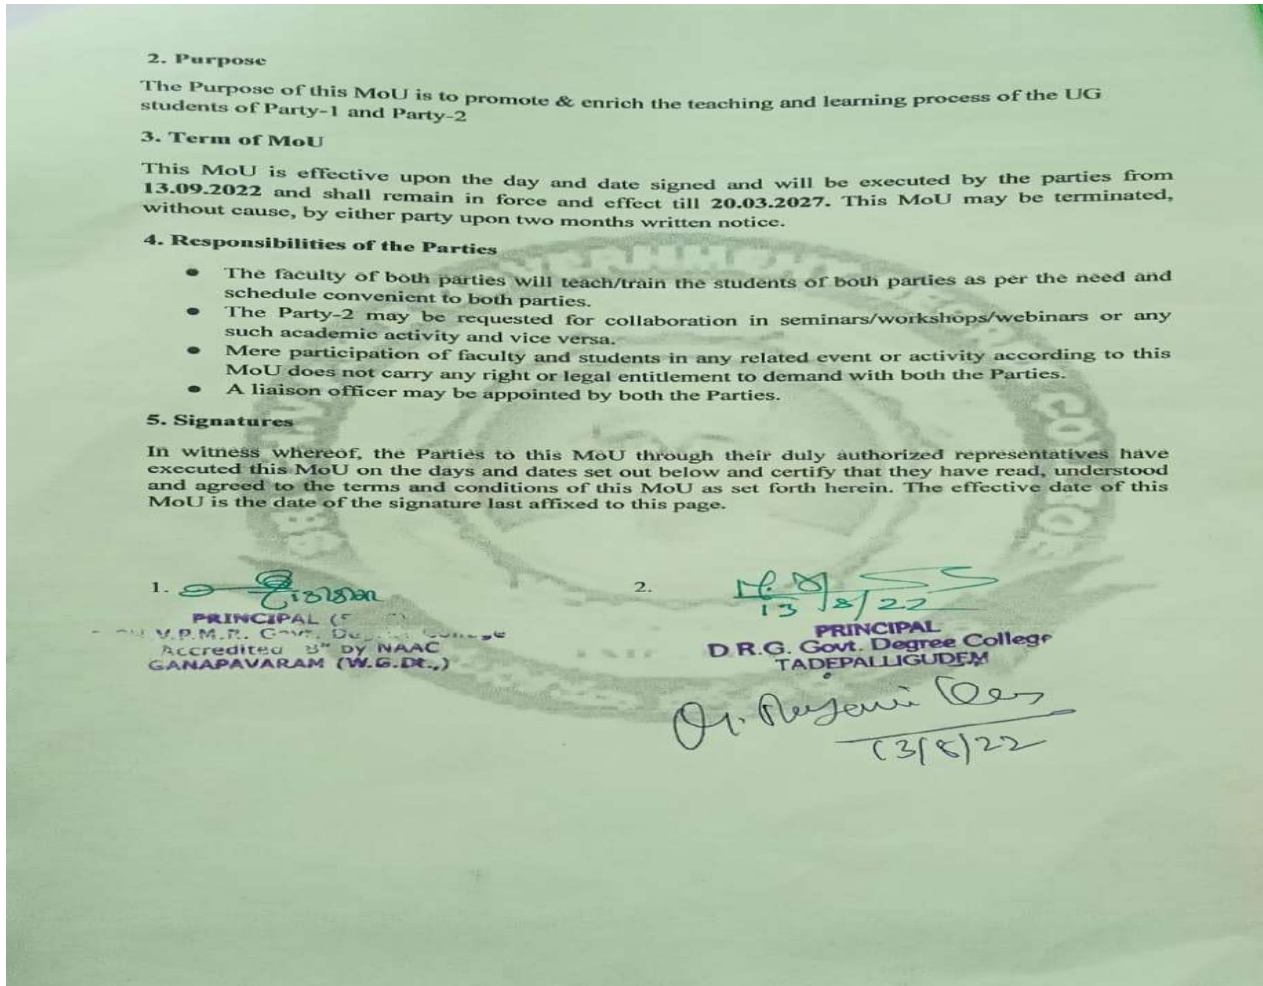 2. Purpose
The Purpose of this MoU is to promote & enrich the teaching and learning process of the UG
students of Party-1 and Party-2
3. Term of MoU
This MoU is effective upon the day and date signed and will be executed by the parties from
13.09.2022 and shall remain in force and effect till 20.03.2027. This MoU may be terminated,
without cause, by either party upon two months written notice.
4. Responsibilities of the Parties
● The faculty of both parties will teach/train the students of both parties as per the need and
schedule convenient to both parties.
● The Party-2 may be requested for collaboration in seminars/workshops/webinars or any
such academic activity and vice versa.
● Mere participation of faculty and students in any related event or activity according to this
MoU does not carry any right or legal entitlement to demand with both the Parties.
● A liaison officer may be appointed by both the Parties.
5. Signatures
In witness whereof, the Parties to this MoU through their duly authorized representatives have
executed this MoU on the days and dates set out below and certify that they have read, understood
and agreed to the terms and conditions of this MoU as set forth herein. The effective date of this
MoU is the date of the signature last affixed to this page.
1.
PRINCIPAL
V.P.M.R. Govt. Degree College
Accredited "B" by NAAC
GANAPAVARAM (W.G.Dt.,)
2.
13/8/22
PRINCIPAL
D.R.G. Govt. Degree College
TADEPALLIGUDEM
13/8/22
GOVERNMENT DEGREE COLLEGE